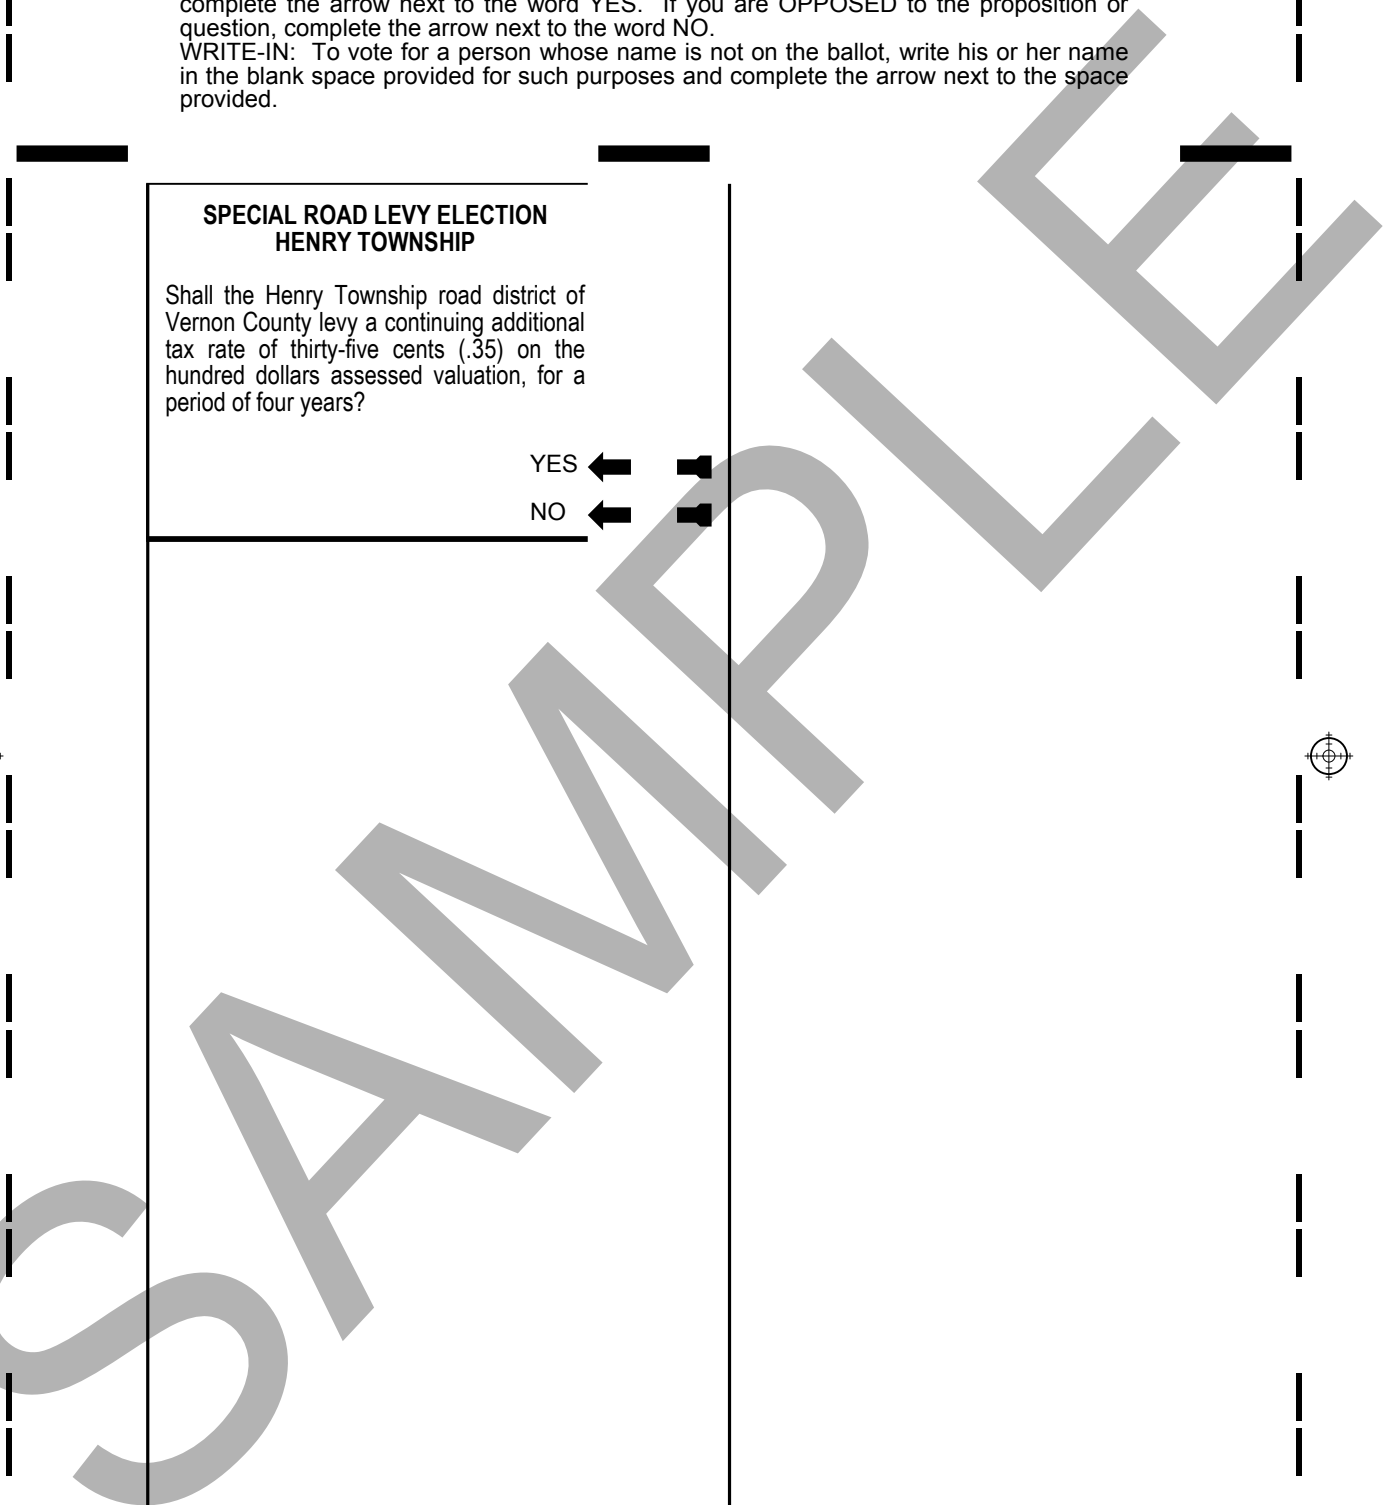 complete the arrow next to the word YES. If you are OPPOSED to the proposition or
question, complete the arrow next to the word NO.
WRITE-IN: To vote for a person whose name is not on the ballot, write his or her name
in the blank space provided for such purposes and complete the arrow next to the space
provided.
SPECIAL ROAD LEVY ELECTION
HENRY TOWNSHIP
Shall the Henry Township road district of
Vernon County levy a continuing additional
tax rate of thirty-five cents (.35) on the
hundred dollars assessed valuation, for a
period of four years?
YES
NO
SAMPLE